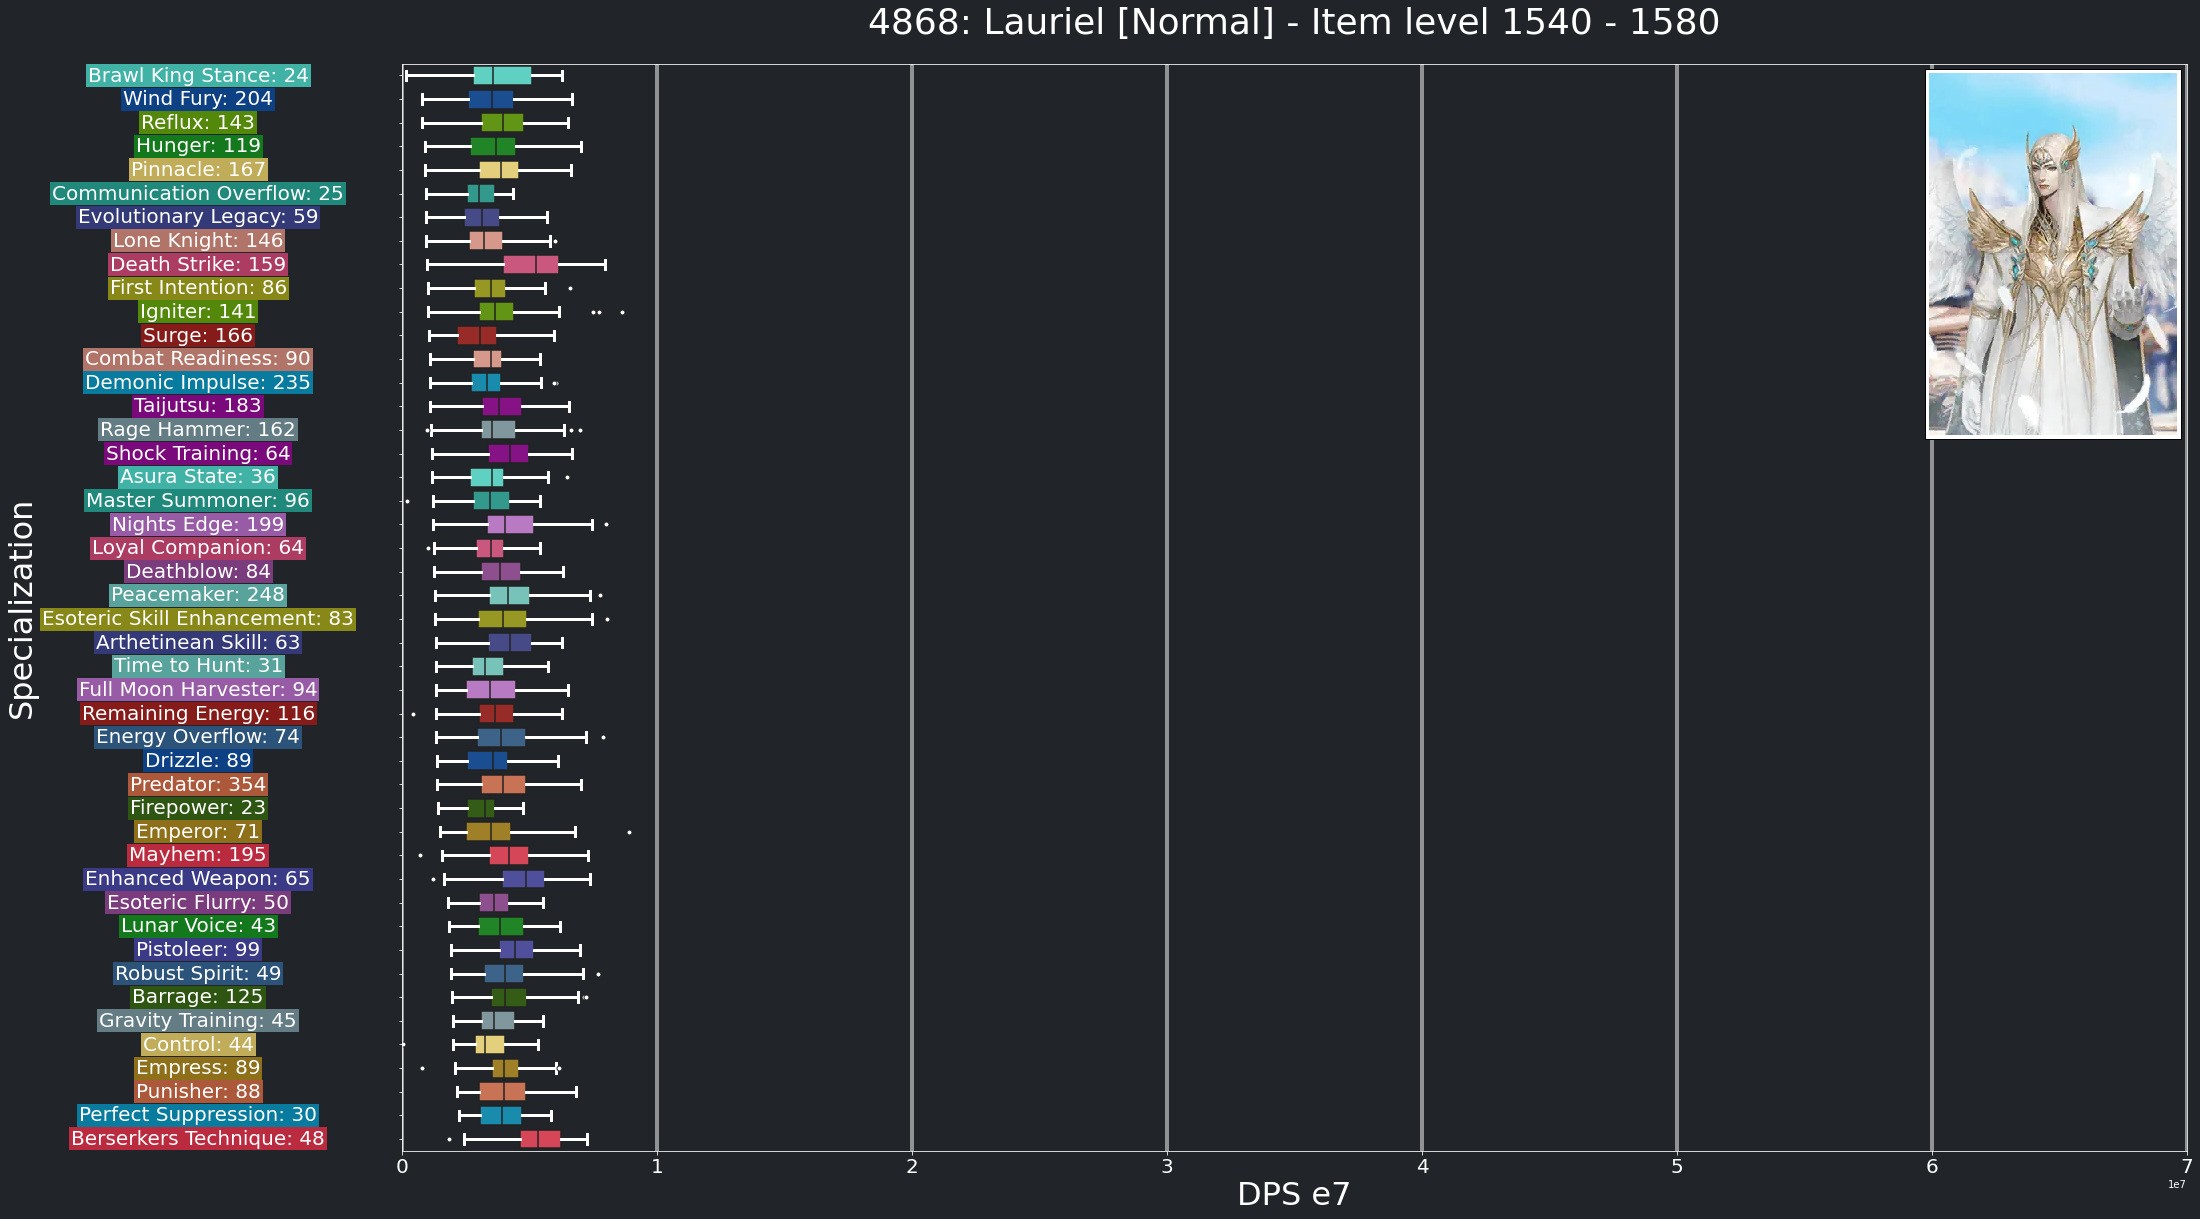 4868: Lauriel [Normal] - Item level 1540 - 1580
Specialization
Brawl King Stance: 24
Wind Fury: 204
Reflux: 143
Hunger: 119
Pinnacle: 167
Communication Overflow: 25
Evolutionary Legacy: 59
Lone Knight: 146
Death Strike: 159
First Intention: 86
Igniter: 141
Surge: 166
Combat Readiness: 90
Demonic Impulse: 235
Taijutsu: 183
Rage Hammer: 162
Shock Training: 64
Asura State: 36
Master Summoner: 96
Nights Edge: 199
Loyal Companion: 64
Deathblow: 84
Peacemaker: 248
Esoteric Skill Enhancement: 83
Arthetinean Skill: 63
Time to Hunt: 31
Full Moon Harvester: 94
Remaining Energy: 116
Energy Overflow: 74
Drizzle: 89
Predator: 354
Firepower: 23
Emperor: 71
Mayhem: 195
Enhanced Weapon: 65
Esoteric Flurry: 50
Lunar Voice: 43
Pistoleer: 99
Robust Spirit: 49
Barrage: 125
Gravity Training: 45
Control: 44
Empress: 89
Punisher: 88
Perfect Suppression: 30
Berserkers Technique: 48
0 1 2 3 4 5 6 7
1e7
DPS e7